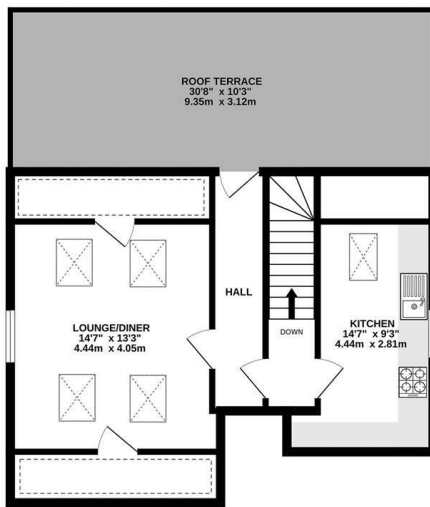 ROOF TERRACE
30'8" x 10'3"
9.35m x 3.12m
HALL
DOWN
LOUNGE/DINER
14'7" x 13'3"
4.44m x 4.05m
KITCHEN
14'7" x 9'3"
4.44m x 2.81m